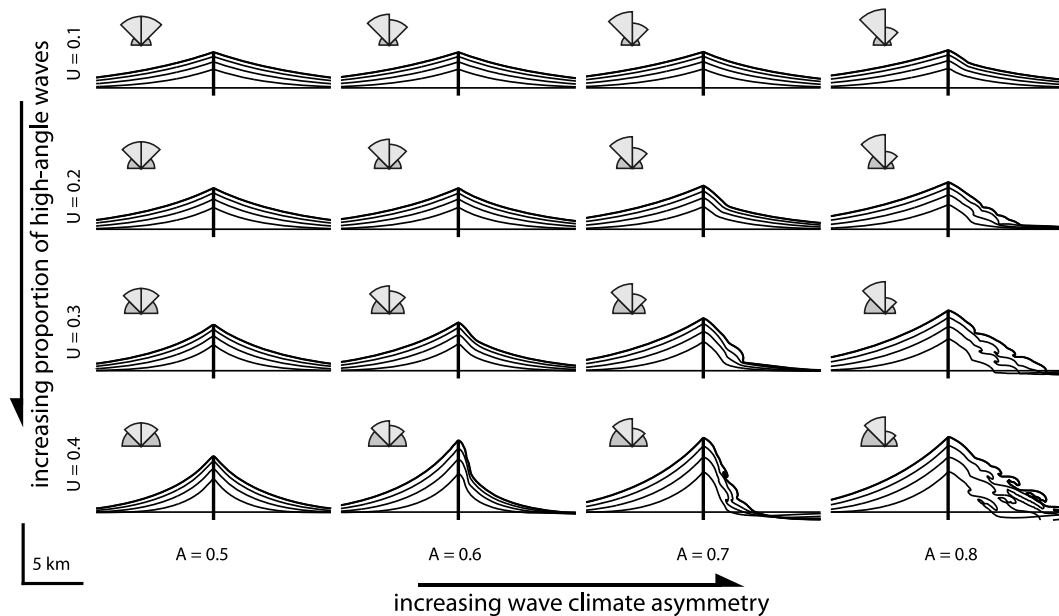 increasing proportion of high-angle waves
U = 0.1
U = 0.2
U = 0.3
U = 0.4
5 km
A = 0.5
A = 0.6
A = 0.7
A = 0.8
increasing wave climate asymmetry